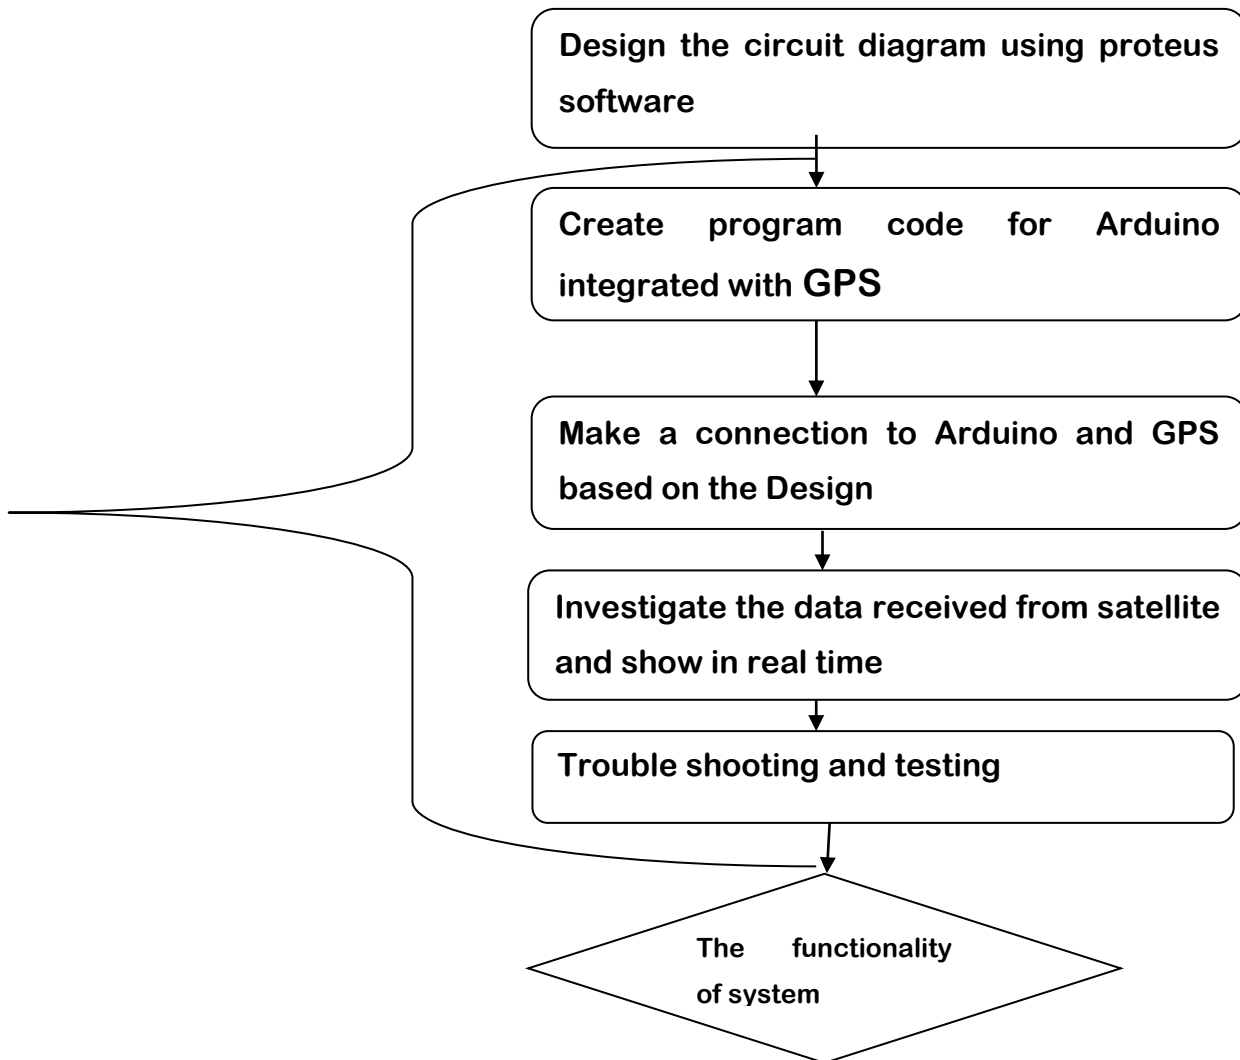 Design the circuit diagram using proteus
software
Create program code for Arduino
integrated with GPS
Make a connection to Arduino and GPS
based on the Design
Investigate the data received from satellite
and show in real time
Trouble shooting and testing
The functionality
of system